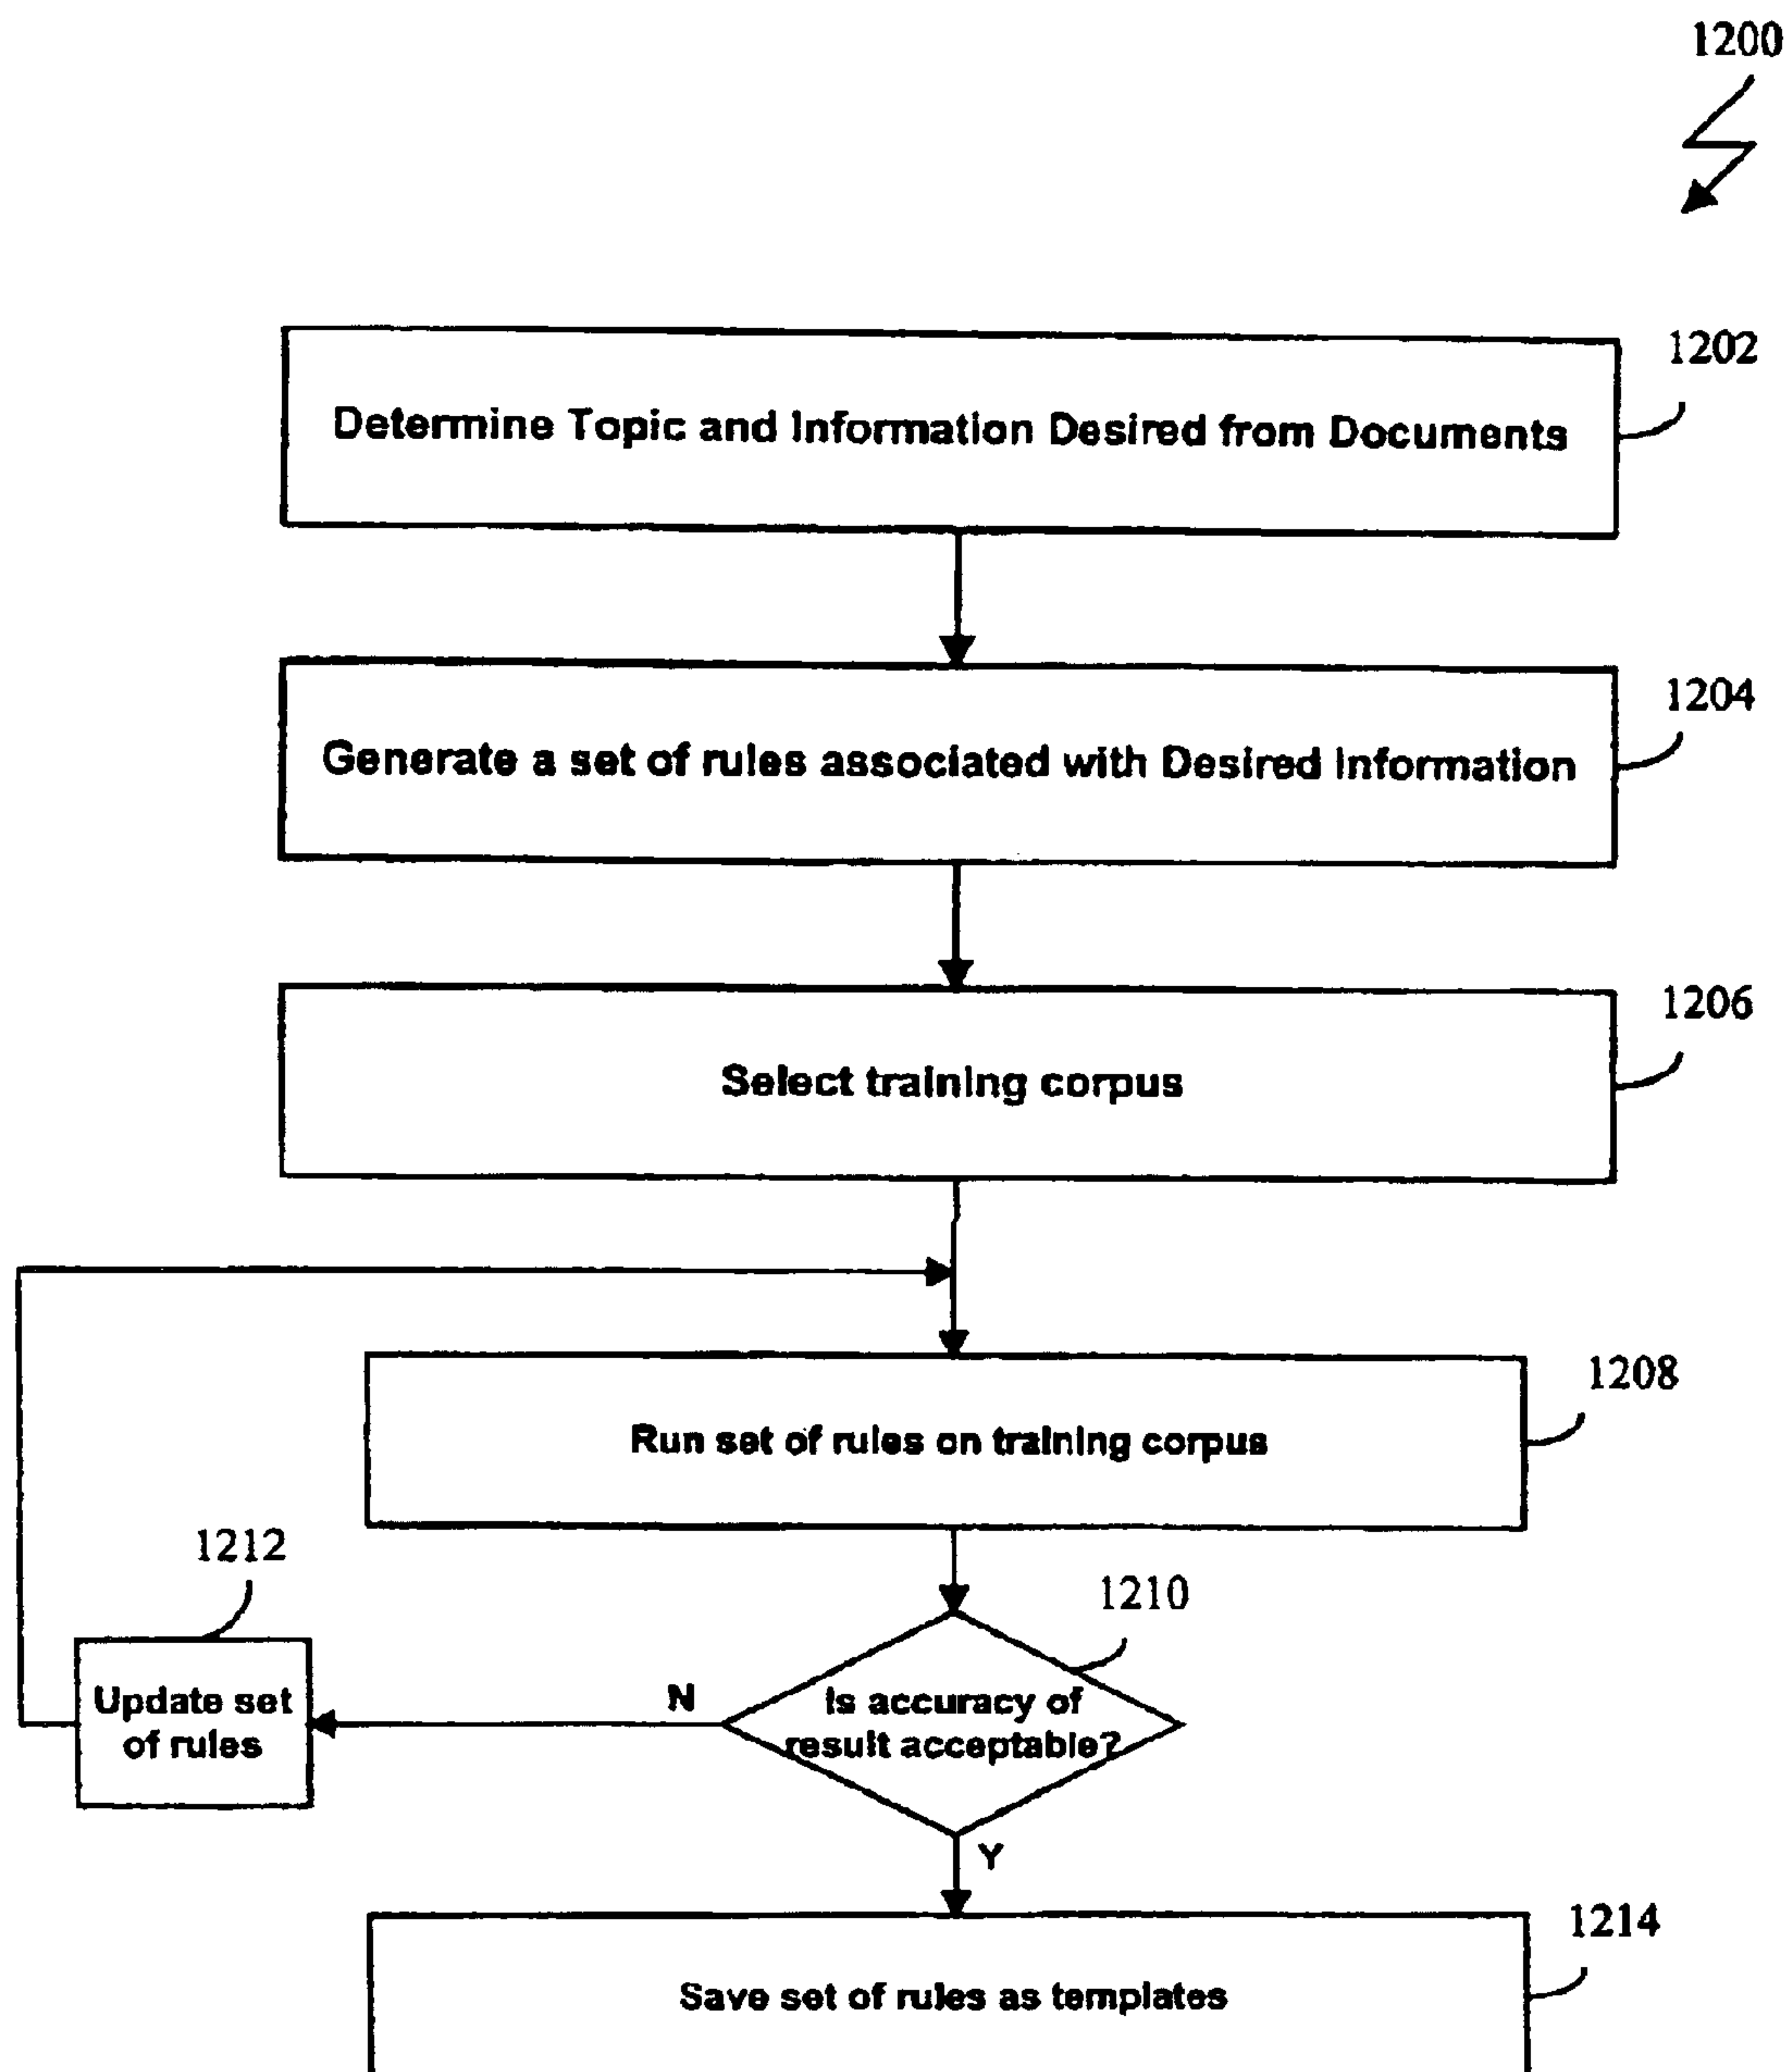 1200
1202
Determine Topic and Information Desired from Documents
1204
Generate a set of rules associated with Desired Information
1206
Select training corpus
1208
Run set of rules on training corpus
1212
1210
Update set
of rules
N
Is accuracy of
result acceptable?
Y
1214
Save set of rules as templates